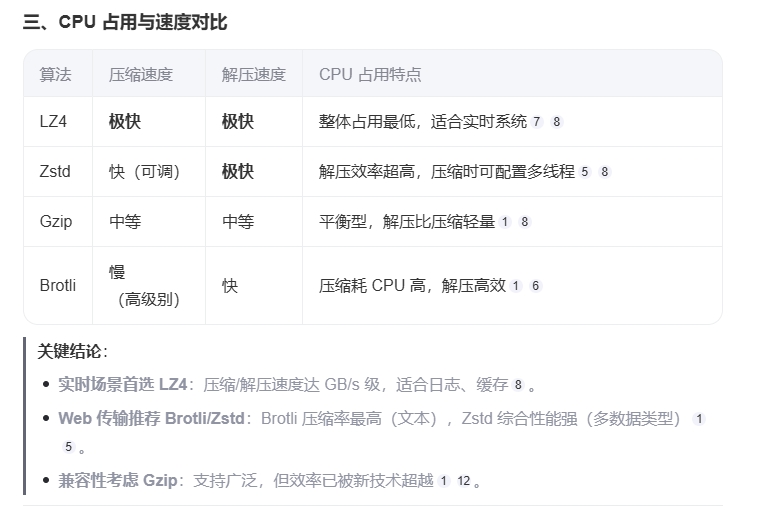 三、CPU 占用与速度对比
算法 压缩速度 解压速度 CPU 占用特点
LZ4 极快 极快 整体占用最低，适合实时系统 7 8
Zstd 快（可调） 极快 解压效率超高，压缩时可配置多线程 5 8
Gzip 中等 中等 平衡型，解压比压缩轻量 1 8
Brotli 慢（高级别） 快 压缩耗 CPU 高，解压高效 1 6
关键结论：
• 实时场景首选 LZ4：压缩/解压速度达 GB/s 级，适合日志、缓存 8 。
• Web 传输推荐 Brotli/Zstd：Brotli 压缩率最高（文本），Zstd 综合性能强（多数据类型） 1
5 。
• 兼容性考虑 Gzip：支持广泛，但效率已被新技术超越 1 12 。